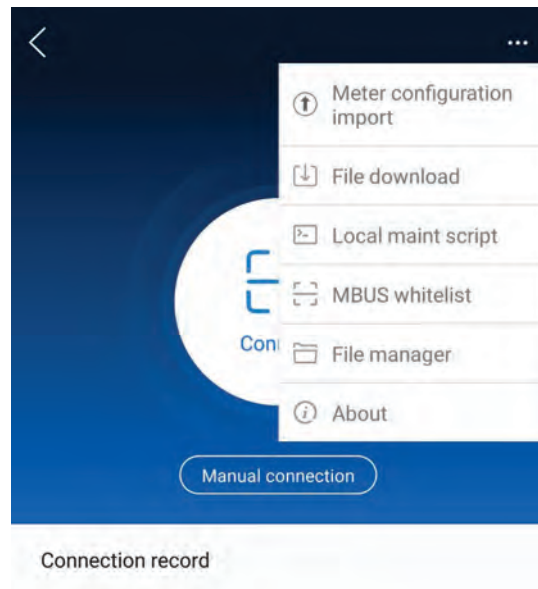 Meter configuration
import
File download
Local maint script
MBUS whitelist
File manager
About
Manual connection
Connection record